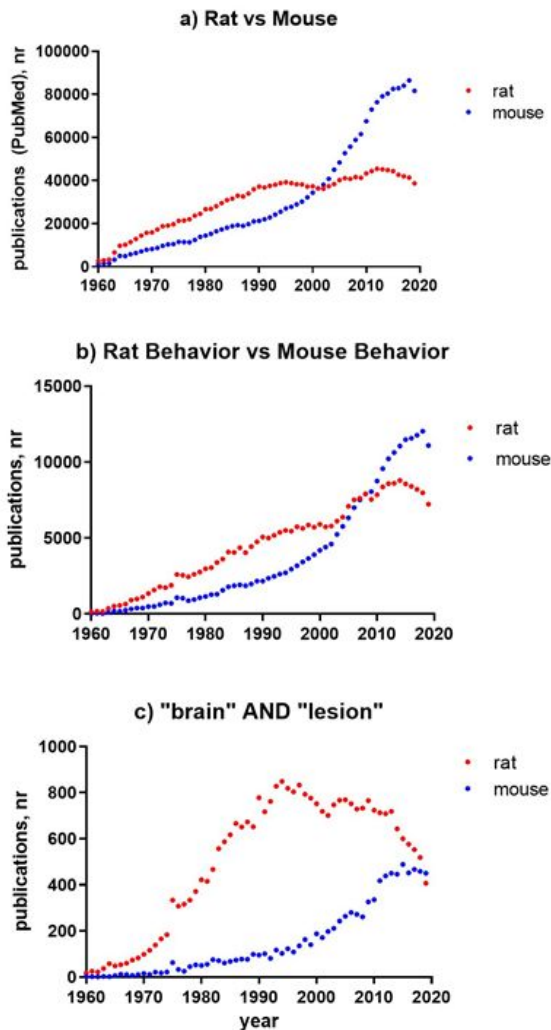 a) Rat vs Mouse
publications (PubMed), nr
100000
80000
60000
40000
20000
0
1960
1970
1980
1990
2000
2010
2020
rat
mouse
b) Rat Behavior vs Mouse Behavior
publications, nr
15000
10000
5000
0
1960
1970
1980
1990
2000
2010
2020
rat
mouse
c) "brain" AND "lesion"
publications, nr
1000
800
600
400
200
0
1960
1970
1980
1990
2000
2010
2020
year
rat
mouse